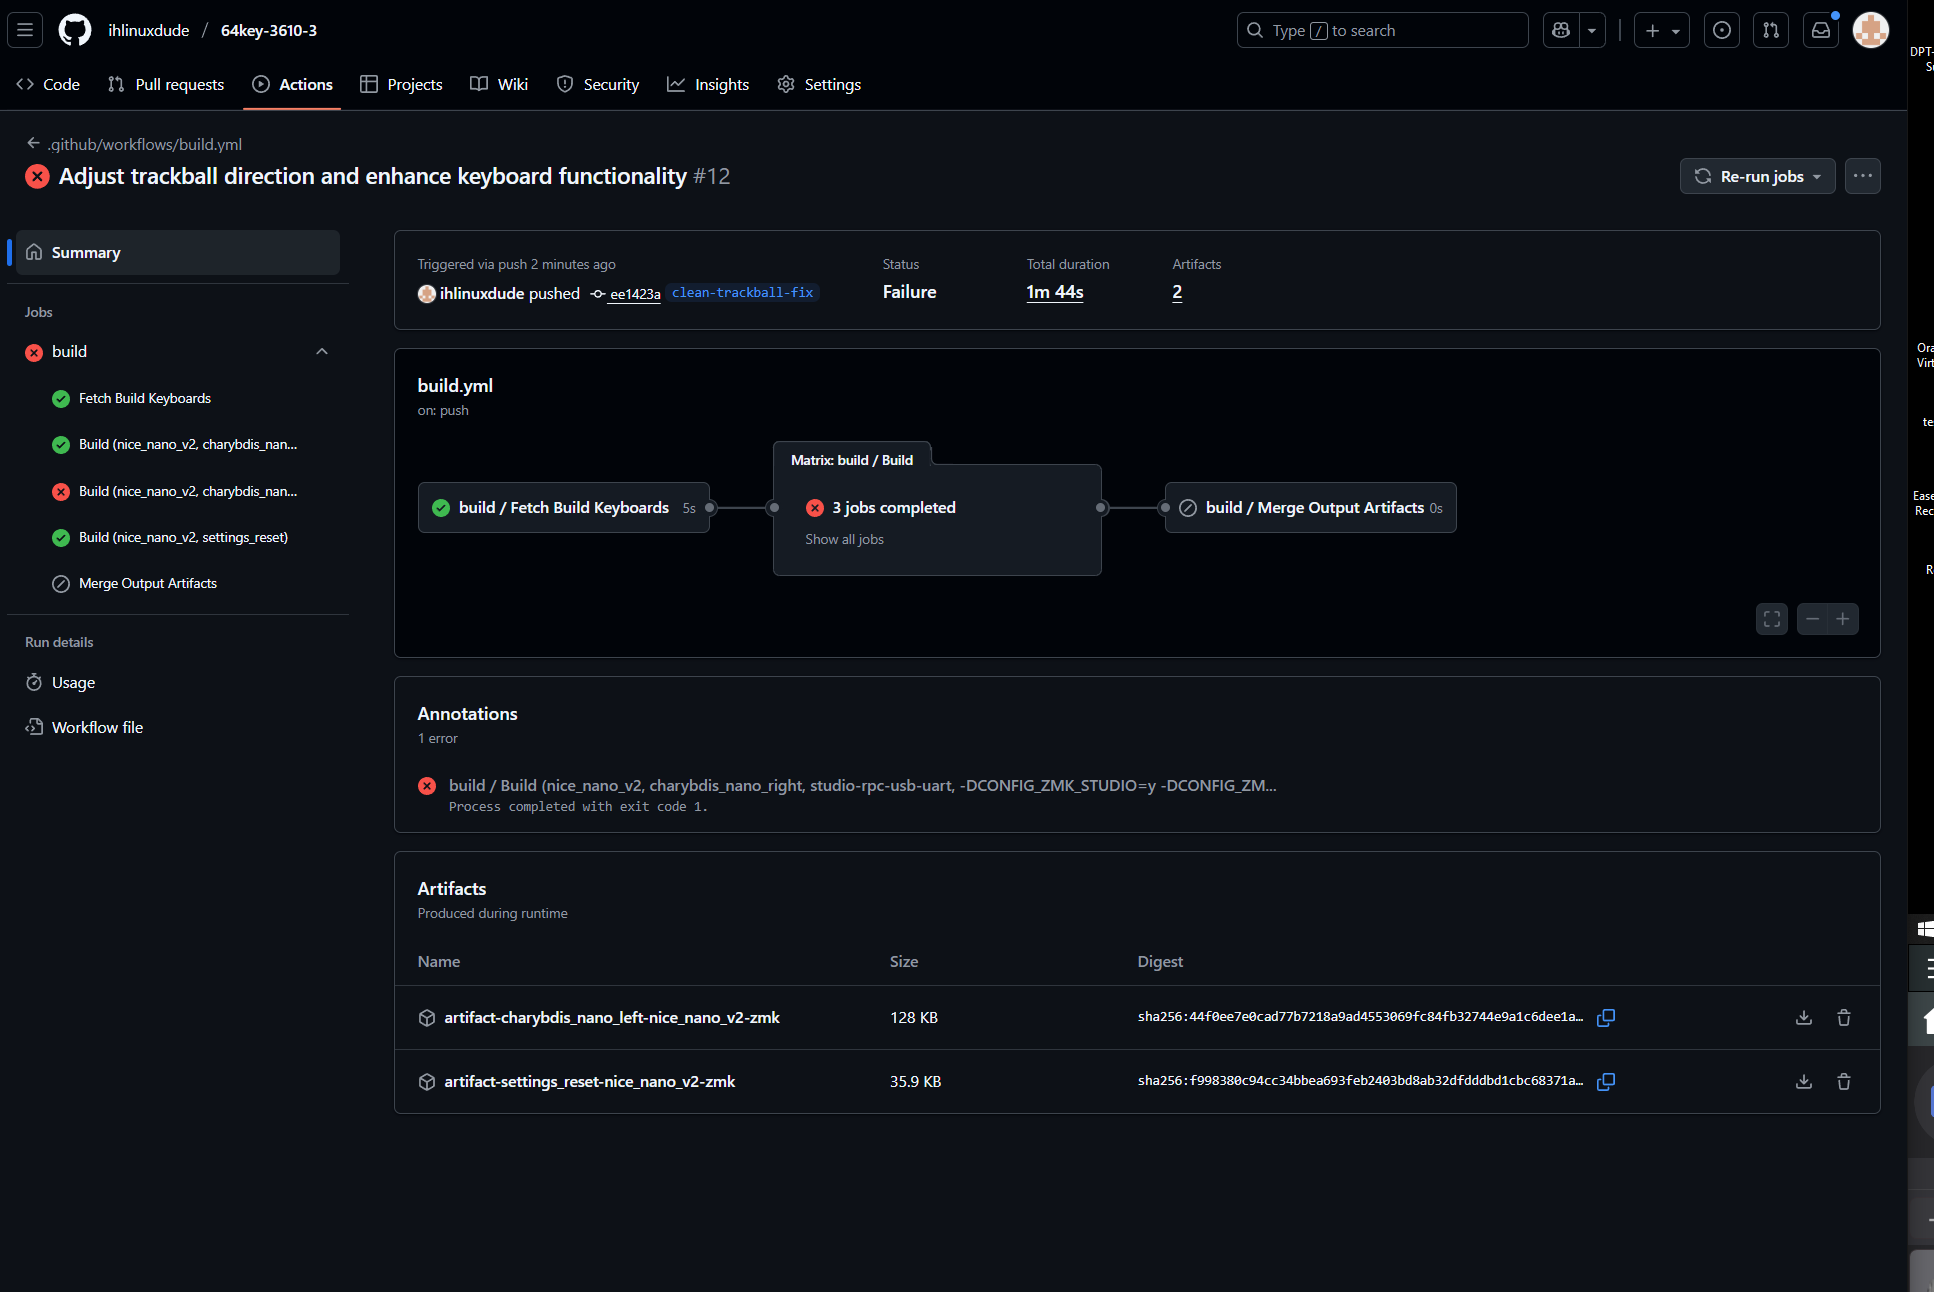 ihlinuxdude / 64key-3610-3
Type / to search
Code
Pull requests
Actions
Projects
Wiki
Security
Insights
Settings
.github/workflows/build.yml
Adjust trackball direction and enhance keyboard functionality #12
Re-run jobs
Summary
Jobs
build
Fetch Build Keyboards
Build (nice_nano_v2, charybdis_nan...
Build (nice_nano_v2, charybdis_nan...
Build (nice_nano_v2, settings_reset)
Merge Output Artifacts
Run details
Usage
Workflow file
Triggered via push 2 minutes ago
ihlinuxdude pushed ee1423a clean-trackball-fix
Status
Failure
Total duration
1m 44s
Artifacts
2
build.yml
on: push
build / Fetch Build Keyboards 5s
Matrix: build / Build
3 jobs completed
Show all jobs
build / Merge Output Artifacts 0s
Annotations
1 error
build / Build (nice_nano_v2, charybdis_nano_right, studio-rpc-usb-uart, -DCONFIG_ZMK_STUDIO=y -DCONFIG_ZM...
Process completed with exit code 1.
Artifacts
Produced during runtime
Name Size Digest
artifact-charybdis_nano_left-nice_nano_v2-zmk 128 KB sha256:44f0ee7e0cad77b7218a9ad4553069fc84fb32744e9a1c6dee1a…
artifact-settings_reset-nice_nano_v2-zmk 35.9 KB sha256:f998380c94cc34bbea693feb2403bd8ab32dfdddbd1cbc68371a…
DPT-
Ora
Virt
te
Ease
Rec